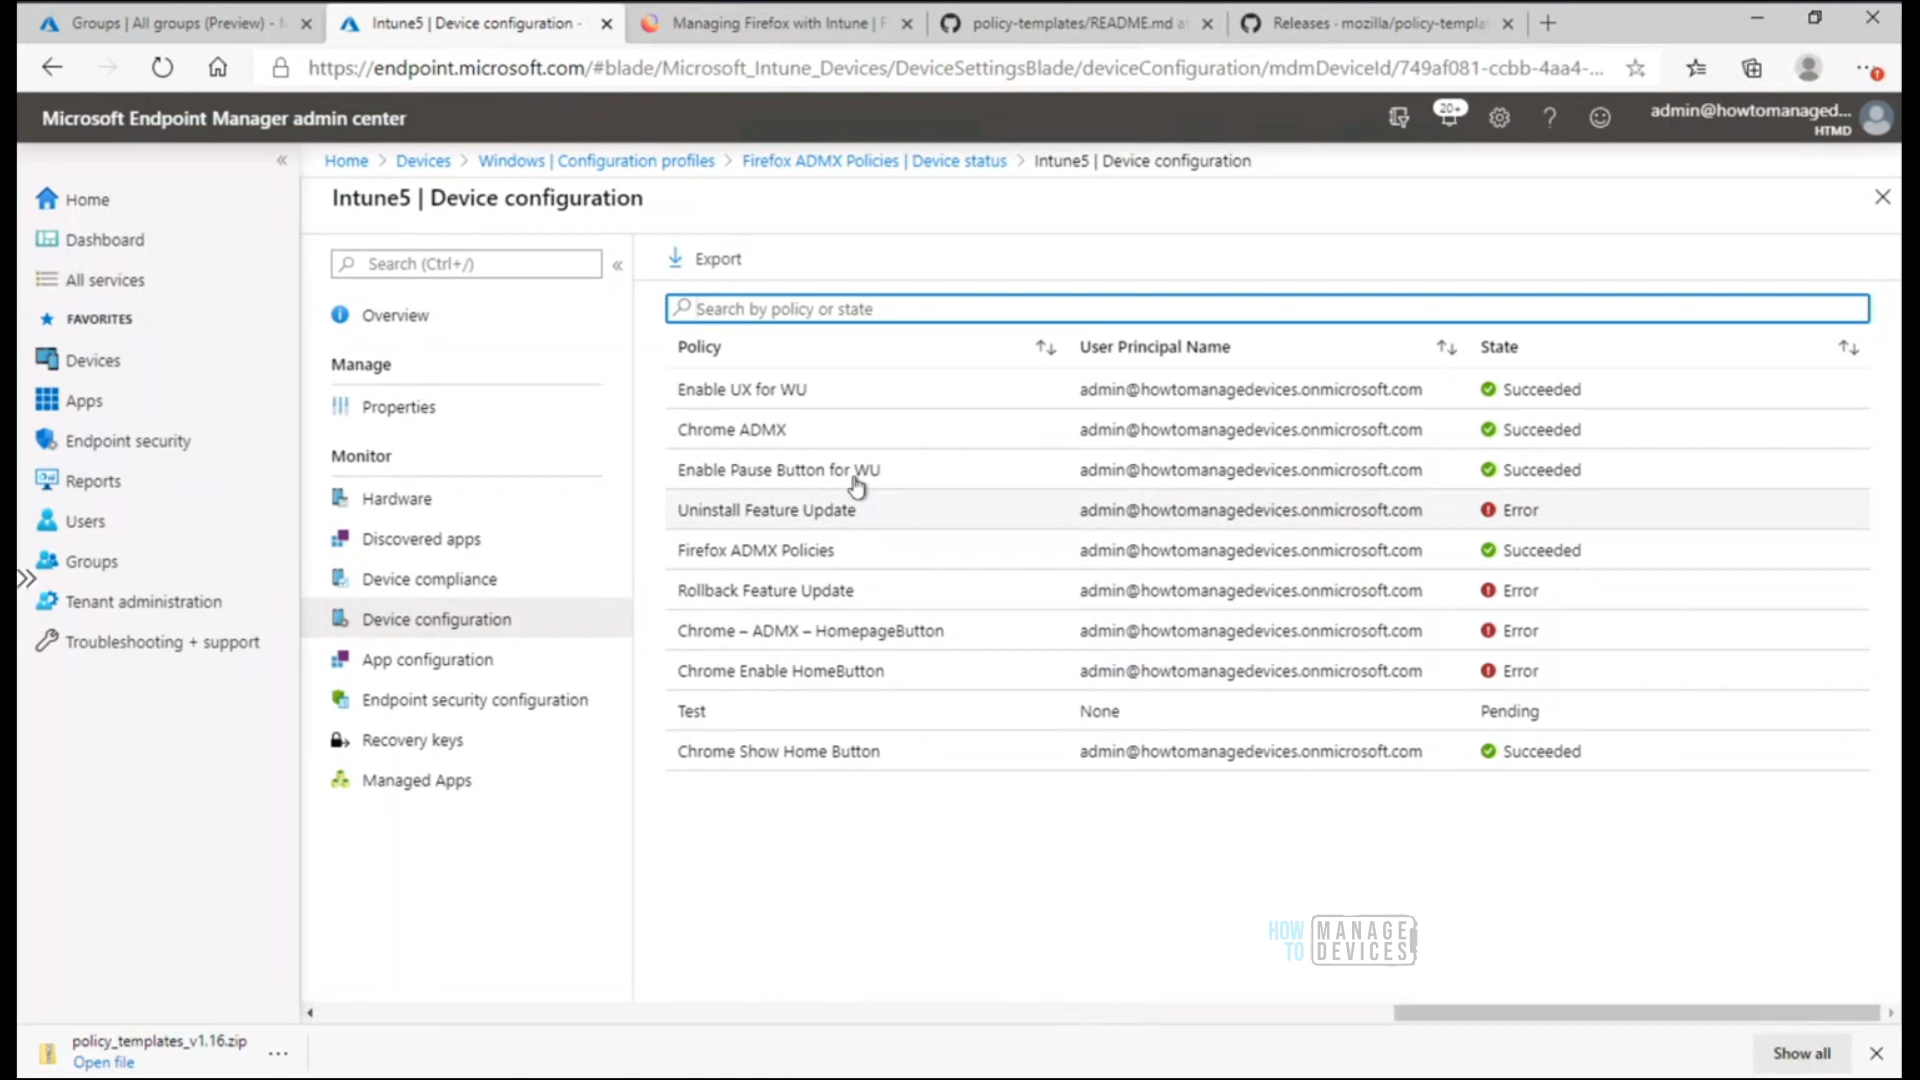 Groups | All groups (Preview) -
Intune5 | Device configuration -
Managing Firefox with Intune | F
policy-templates/README.md a
Releases · mozilla/policy-templa
https://endpoint.microsoft.com/#blade/Microsoft_Intune_Devices/DeviceSettingsBlade/deviceConfiguration/mdmDeviceId/749af081-ccbb-4aa4-...
Microsoft Endpoint Manager admin center
20+
admin@howtomanaged...
HTMD
Home > Devices > Windows | Configuration profiles > Firefox ADMX Policies | Device status > Intune5 | Device configuration
Intune5 | Device configuration
Home
Dashboard
All services
FAVORITES
Devices
Apps
Endpoint security
Reports
Users
Groups
Tenant administration
Troubleshooting + support
Search (Ctrl+/)
Overview
Manage
Properties
Monitor
Hardware
Discovered apps
Device compliance
Device configuration
App configuration
Endpoint security configuration
Recovery keys
Managed Apps
Export
Search by policy or state
Policy User Principal Name State
Enable UX for WU admin@howtomanagedevices.onmicrosoft.com Succeeded
Chrome ADMX admin@howtomanagedevices.onmicrosoft.com Succeeded
Enable Pause Button for WU admin@howtomanagedevices.onmicrosoft.com Succeeded
Uninstall Feature Update admin@howtomanagedevices.onmicrosoft.com Error
Firefox ADMX Policies admin@howtomanagedevices.onmicrosoft.com Succeeded
Rollback Feature Update admin@howtomanagedevices.onmicrosoft.com Error
Chrome – ADMX – HomepageButton admin@howtomanagedevices.onmicrosoft.com Error
Chrome Enable HomeButton admin@howtomanagedevices.onmicrosoft.com Error
Test None Pending
Chrome Show Home Button admin@howtomanagedevices.onmicrosoft.com Succeeded
HOW TO MANAGE DEVICES
policy_templates_v1.16.zip
Open file
Show all